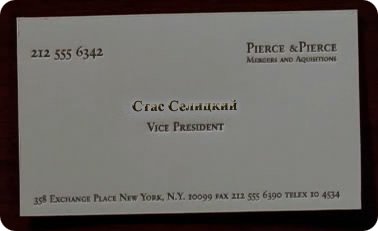 212 555 6342
PIERCE & PIERCE
MERGERS AND AQUISITIONS
Стас Селицкий
VICE PRESIDENT
358 EXCHANGE PLACE NEW YORK, N.Y. 10099 FAX 212 555 6390 TELEX 10 4534